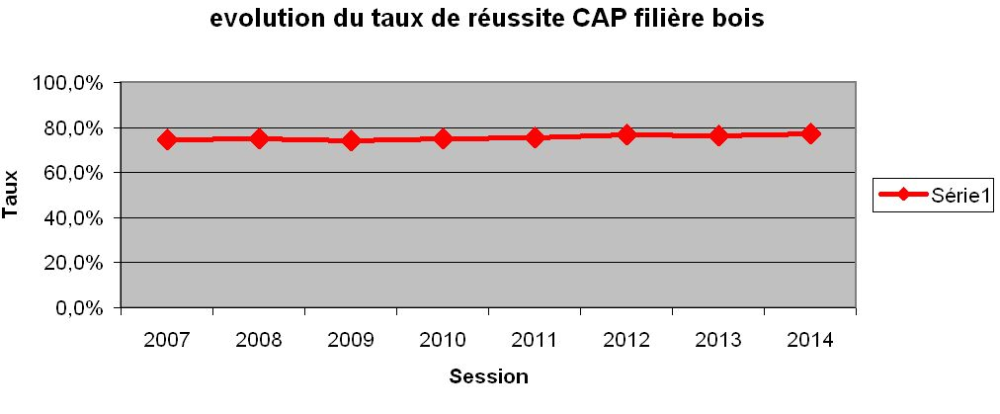 evolution du taux de réussite CAP filière bois
100,0%
80,0%
60,0%
40,0%
20,0%
0,0%
Taux
2007 2008 2009 2010 2011 2012 2013 2014
Session
Série1